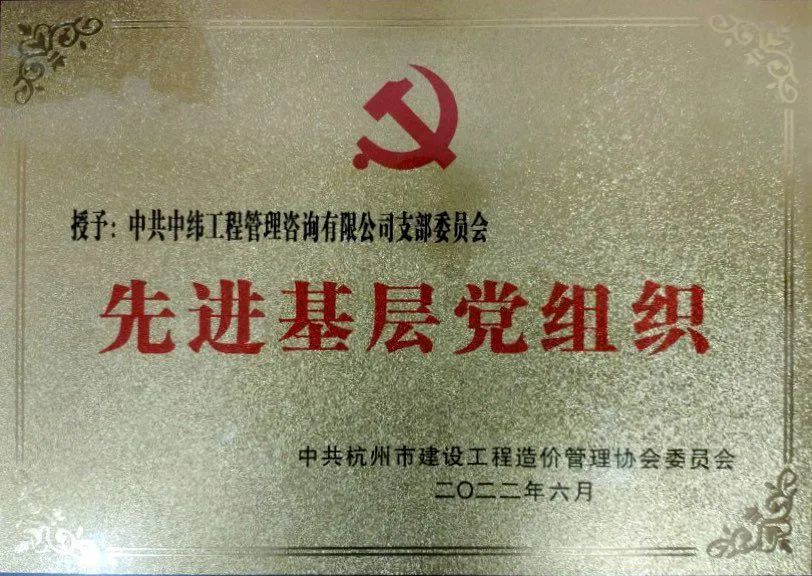 授予：中共中纬工程管理咨询有限公司支部委员会
先进基层党组织
中共杭州市建设工程造价管理协会委员会
二〇二二年六月